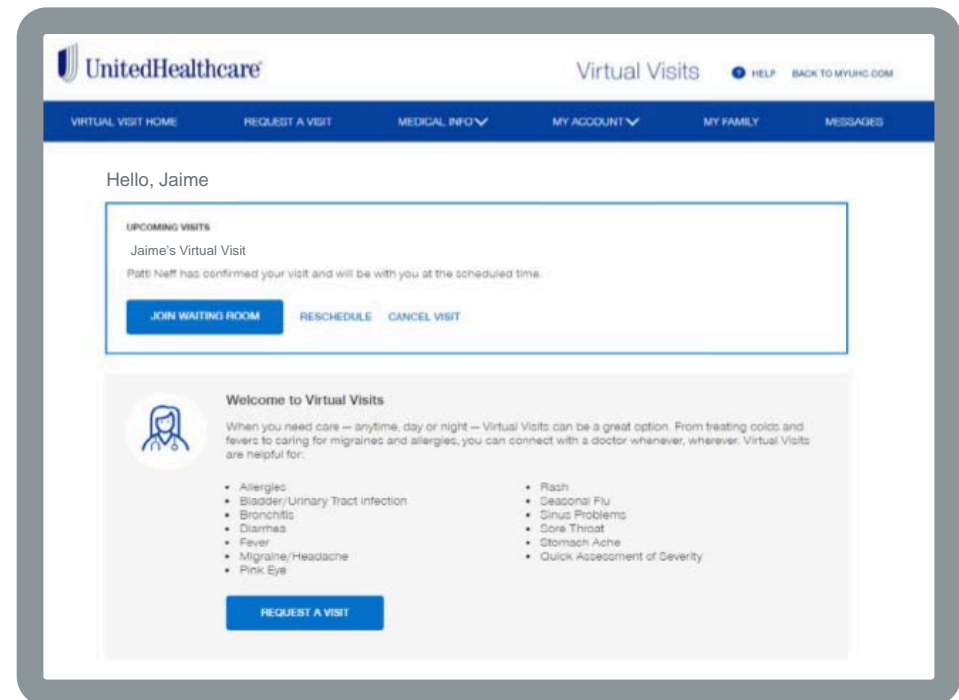 UnitedHealthcare®
Virtual Visits ? HELP BACK TO MYUHC.COM
VIRTUAL VISIT HOME REQUEST A VISIT MEDICAL INFO MY ACCOUNT MY FAMILY MESSAGES
Hello, Jaime
UPCOMING VISITS
Jaime's Virtual Visit
Patti Neff has confirmed your visit and will be with you at the scheduled time.
JOIN WAITING ROOM RESCHEDULE CANCEL VISIT
Welcome to Virtual Visits
When you need care — anytime, day or night — Virtual Visits can be a great option. From treating colds and
fevers to caring for migraines and allergies, you can connect with a doctor whenever, wherever. Virtual Visits
are helpful for:
• Allergies
• Bladder/Urinary Tract Infection
• Bronchitis
• Diarrhea
• Fever
• Migraine/Headache
• Pink Eye
• Rash
• Seasonal Flu
• Sinus Problems
• Sore Throat
• Stomach Ache
• Quick Assessment of Severity
REQUEST A VISIT